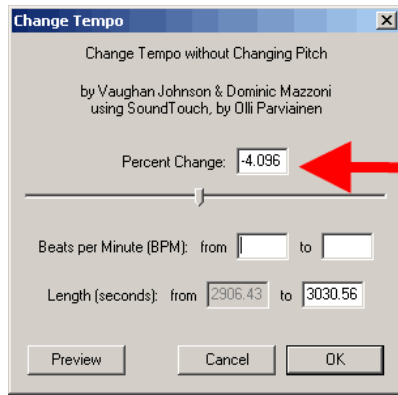 Change Tempo
Change Tempo without Changing Pitch
by Vaughan Johnson & Dominic Mazzoni
using SoundTouch, by Olli Parviainen
Percent Change: -4.096
Beats per Minute (BPM): from to
Length (seconds): from 2906.43 to 3030.56
Preview Cancel OK